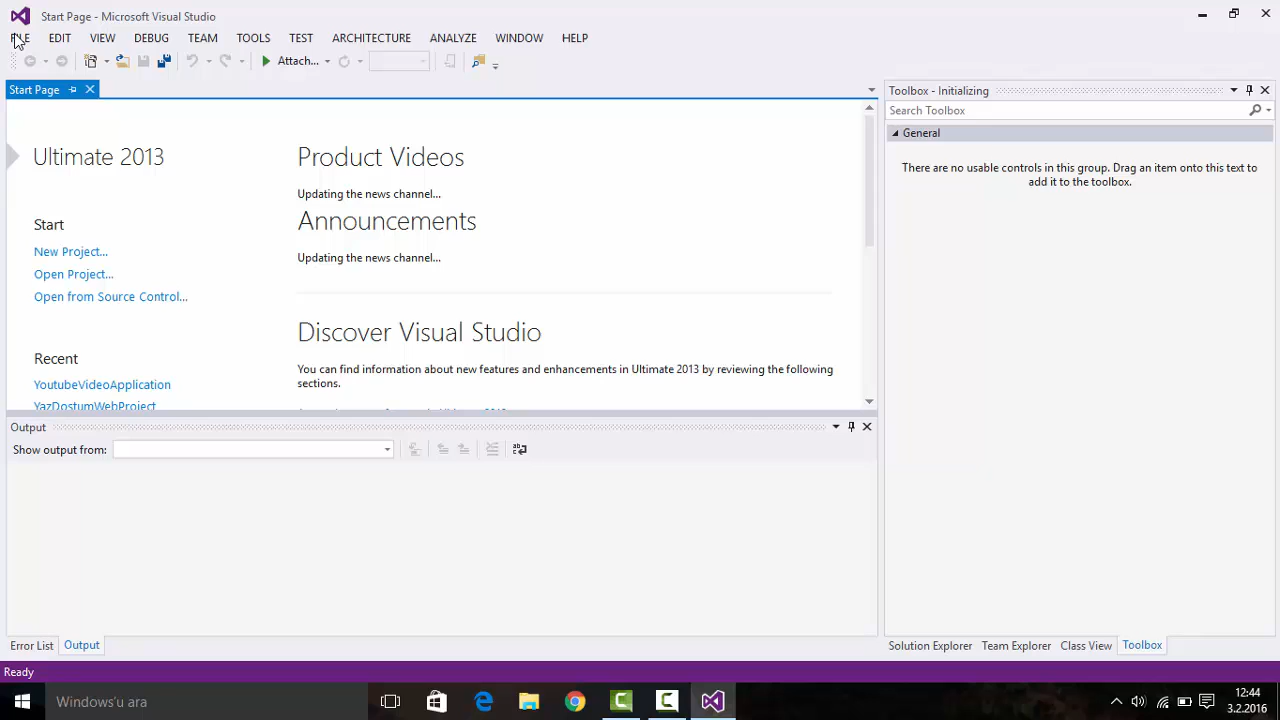 Start Page - Microsoft Visual Studio
FILE EDIT VIEW DEBUG TEAM TOOLS TEST ARCHITECTURE ANALYZE WINDOW HELP
Attach...
Start Page
Ultimate 2013
Start
New Project...
Open Project...
Open from Source Control...
Recent
YoutubeVideoApplication
YazDostumWebProject
Product Videos
Updating the news channel...
Announcements
Updating the news channel...
Discover Visual Studio
You can find information about new features and enhancements in Ultimate 2013 by reviewing the following
sections.
Toolbox - Initializing
Search Toolbox
General
There are no usable controls in this group. Drag an item onto this text to
add it to the toolbox.
Output
Show output from:
Error List Output
Solution Explorer Team Explorer Class View Toolbox
Ready
Windows'u ara
12:44
3.2.2016